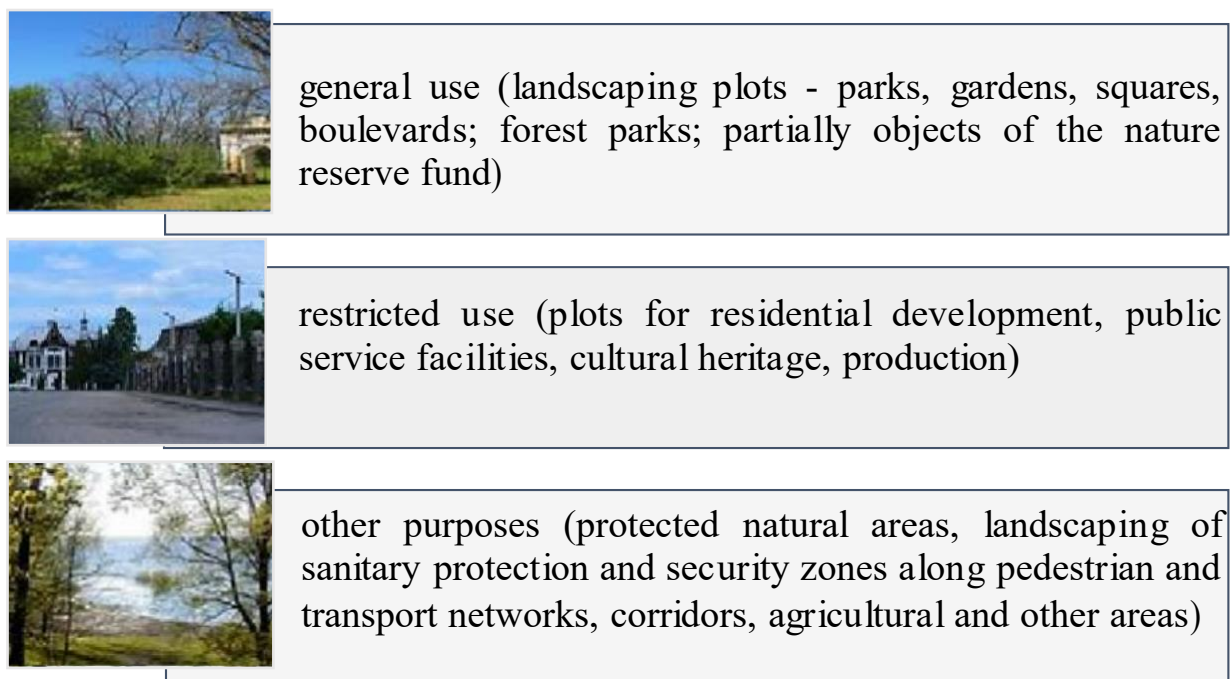 general use (landscaping plots - parks, gardens, squares,
boulevards; forest parks; partially objects of the nature
reserve fund)
restricted use (plots for residential development, public
service facilities, cultural heritage, production)
other purposes (protected natural areas, landscaping of
sanitary protection and security zones along pedestrian and
transport networks, corridors, agricultural and other areas)